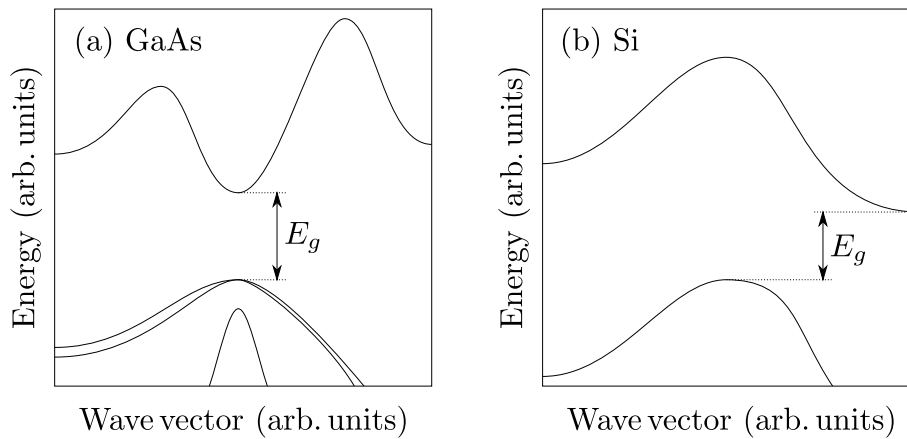 (a) GaAs
Energy (arb. units)
E_g
Wave vector (arb. units)
(b) Si
Energy (arb. units)
E_g
Wave vector (arb. units)